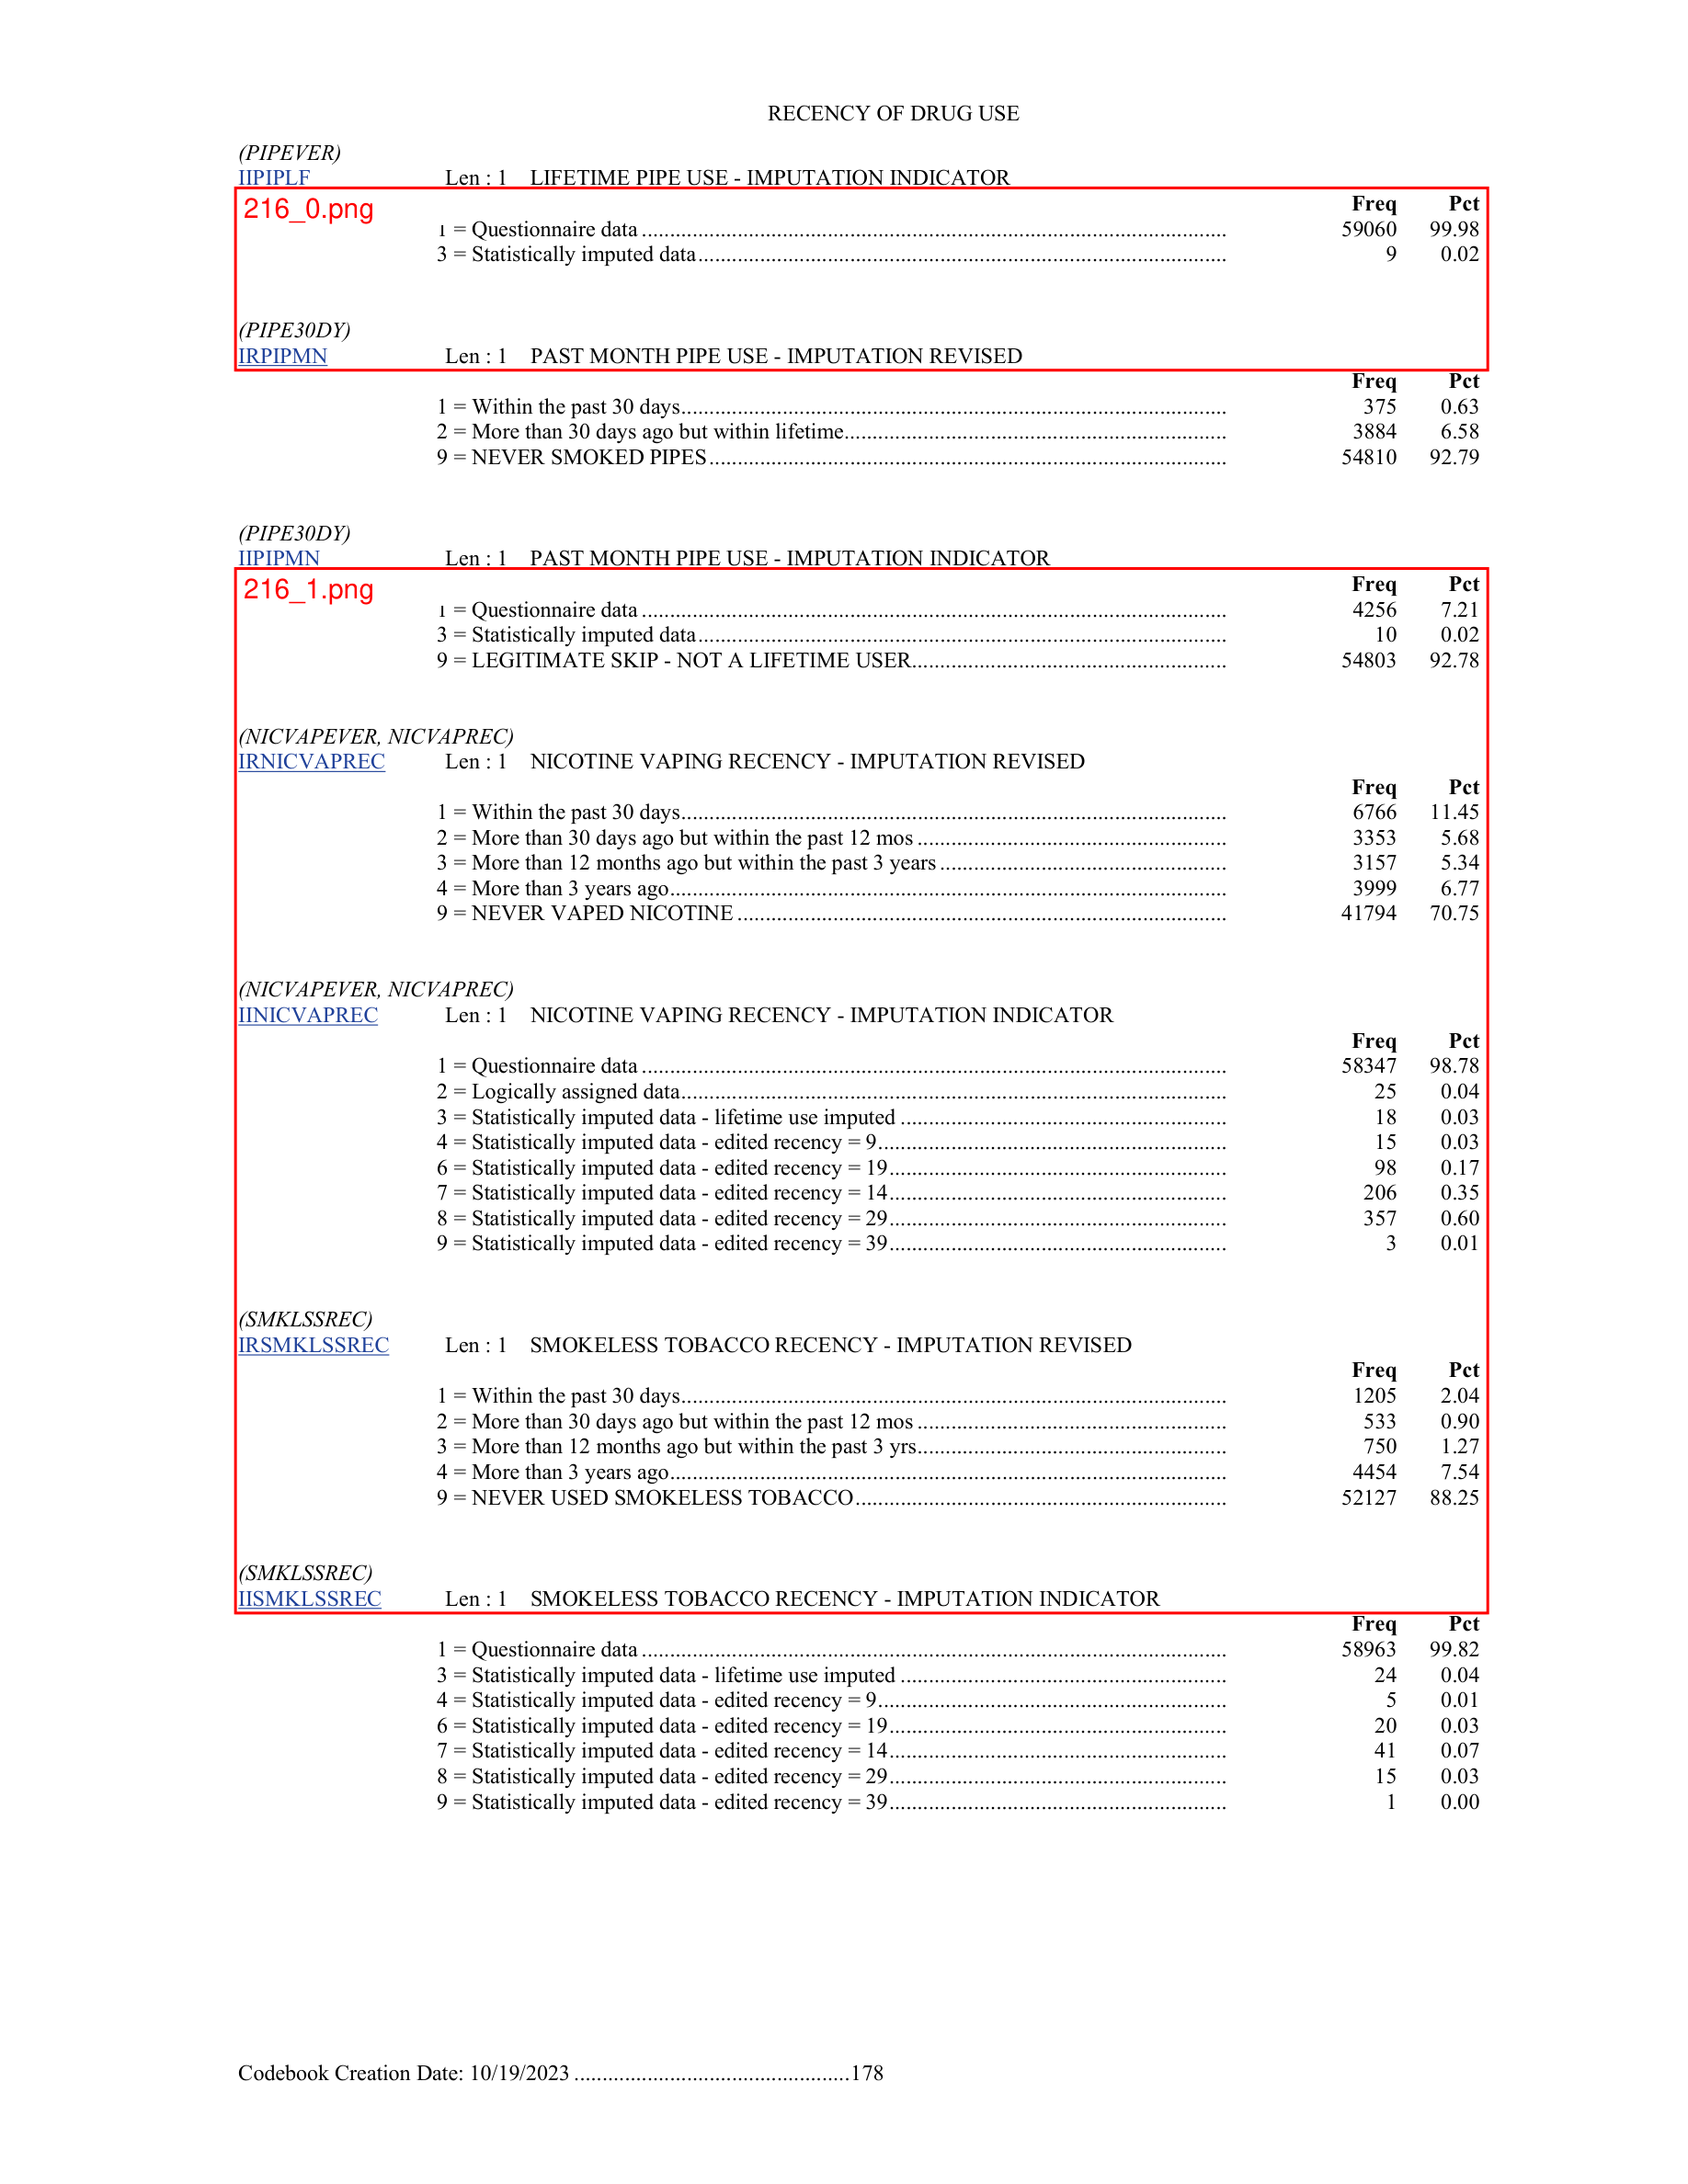 RECENCY OF DRUG USE
(PIPEVER)
IIPIPLF Len : 1 LIFETIME PIPE USE - IMPUTATION INDICATOR
216_0.png Freq Pct
1 = Questionnaire data 59060 99.98
3 = Statistically imputed data 9 0.02
(PIPE30DY)
IRPIPMN Len : 1 PAST MONTH PIPE USE - IMPUTATION REVISED
Freq Pct
1 = Within the past 30 days 375 0.63
2 = More than 30 days ago but within lifetime 3884 6.58
9 = NEVER SMOKED PIPES 54810 92.79
(PIPE30DY)
IIPIPMN Len : 1 PAST MONTH PIPE USE - IMPUTATION INDICATOR
216_1.png Freq Pct
1 = Questionnaire data 4256 7.21
3 = Statistically imputed data 10 0.02
9 = LEGITIMATE SKIP - NOT A LIFETIME USER 54803 92.78
(NICVAPEVER, NICVAPREC)
IRNICVAPREC Len : 1 NICOTINE VAPING RECENCY - IMPUTATION REVISED
Freq Pct
1 = Within the past 30 days 6766 11.45
2 = More than 30 days ago but within the past 12 mos 3353 5.68
3 = More than 12 months ago but within the past 3 years 3157 5.34
4 = More than 3 years ago 3999 6.77
9 = NEVER VAPED NICOTINE 41794 70.75
(NICVAPEVER, NICVAPREC)
IINICVAPREC Len : 1 NICOTINE VAPING RECENCY - IMPUTATION INDICATOR
Freq Pct
1 = Questionnaire data 58347 98.78
2 = Logically assigned data 25 0.04
3 = Statistically imputed data - lifetime use imputed 18 0.03
4 = Statistically imputed data - edited recency = 9 15 0.03
6 = Statistically imputed data - edited recency = 19 98 0.17
7 = Statistically imputed data - edited recency = 14 206 0.35
8 = Statistically imputed data - edited recency = 29 357 0.60
9 = Statistically imputed data - edited recency = 39 3 0.01
(SMKLSSREC)
IRSMKLSSREC Len : 1 SMOKELESS TOBACCO RECENCY - IMPUTATION REVISED
Freq Pct
1 = Within the past 30 days 1205 2.04
2 = More than 30 days ago but within the past 12 mos 533 0.90
3 = More than 12 months ago but within the past 3 yrs 750 1.27
4 = More than 3 years ago 4454 7.54
9 = NEVER USED SMOKELESS TOBACCO 52127 88.25
(SMKLSSREC)
IISMKLSSREC Len : 1 SMOKELESS TOBACCO RECENCY - IMPUTATION INDICATOR
Freq Pct
1 = Questionnaire data 58963 99.82
3 = Statistically imputed data - lifetime use imputed 24 0.04
4 = Statistically imputed data - edited recency = 9 5 0.01
6 = Statistically imputed data - edited recency = 19 20 0.03
7 = Statistically imputed data - edited recency = 14 41 0.07
8 = Statistically imputed data - edited recency = 29 15 0.03
9 = Statistically imputed data - edited recency = 39 1 0.00
Codebook Creation Date: 10/19/2023 178